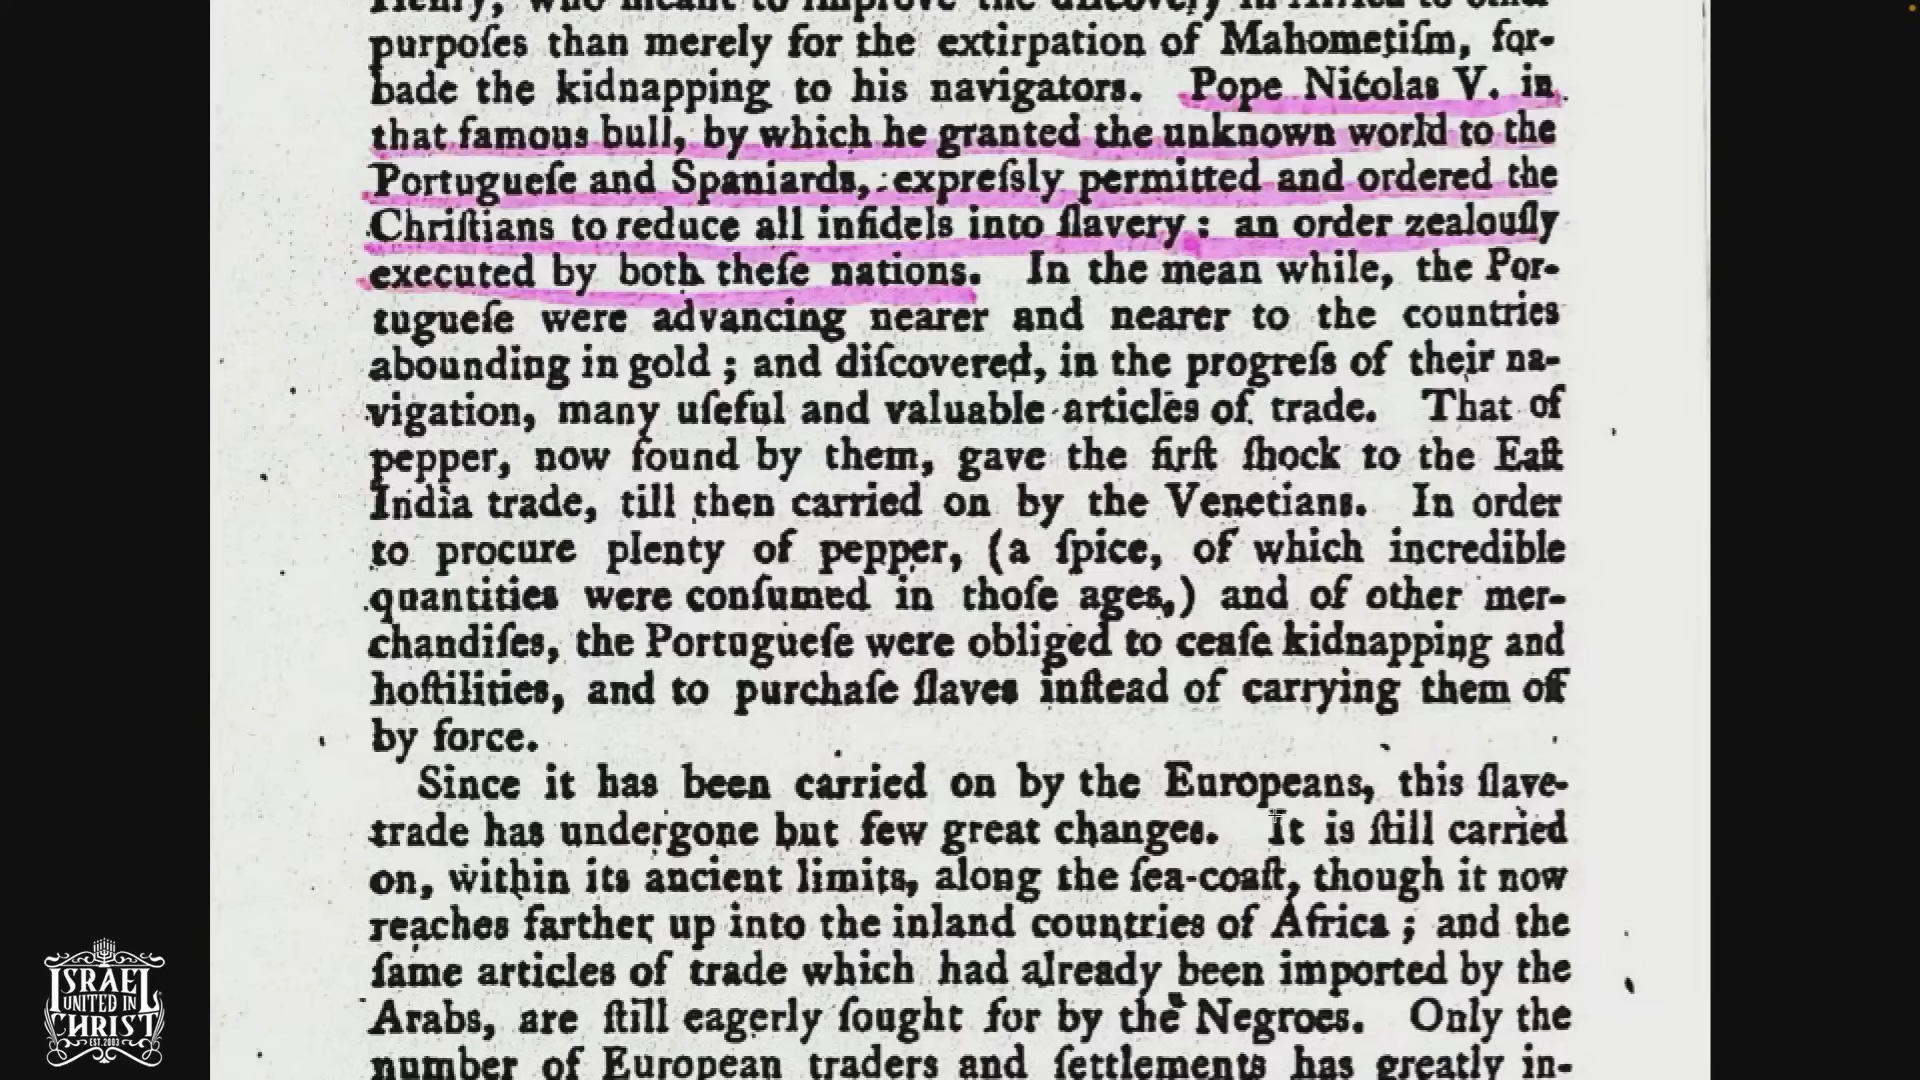 Henry, who meant to improve the diſcovery in Africa to other
purpoſes than merely for the extirpation of Mahometiſm, for-
bade the kidnapping to his navigators. Pope Nicolas V. in
that famous bull, by which he granted the unknown world to the
Portugueſe and Spaniards, expreſsly permitted and ordered the
Chriſtians to reduce all infidels into ſlavery: an order zealouſly
executed by both theſe nations. In the mean while, the Por-
tugueſe were advancing nearer and nearer to the countries
abounding in gold; and diſcovered, in the progreſs of their na-
vigation, many uſeful and valuable articles of trade. That of
pepper, now found by them, gave the firſt ſhock to the Eaſt
India trade, till then carried on by the Venetians. In order
to procure plenty of pepper, (a ſpice, of which incredible
quantities were conſumed in thoſe ages,) and of other mer-
chandiſes, the Portugueſe were obliged to ceaſe kidnapping and
hoſtilities, and to purchaſe ſlaves inſtead of carrying them off
by force.
Since it has been carried on by the Europeans, this ſlave-
trade has undergone but few great changes. It is ſtill carried
on, within its ancient limits, along the ſea-coaſt, though it now
reaches farther up into the inland countries of Africa; and the
ſame articles of trade which had already been imported by the
Arabs, are ſtill eagerly ſought for by the Negroes. Only the
number of European traders and ſettlements has greatly in-
ISRAEL
UNITED IN
CHRIST
EST. 2003